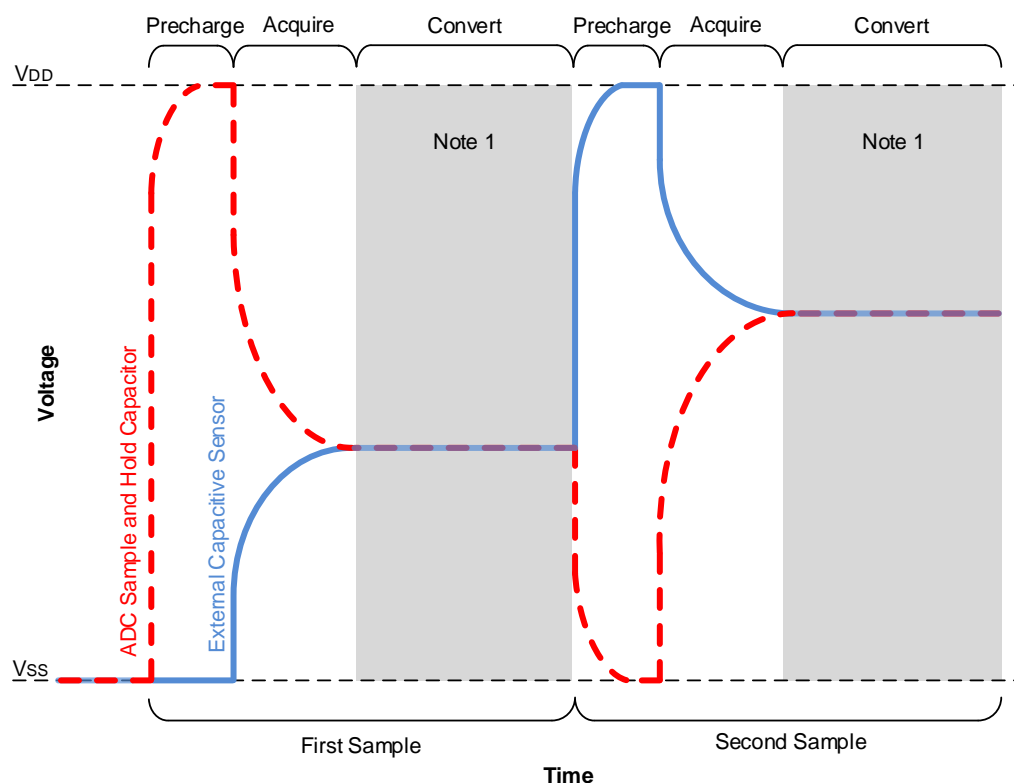 Precharge Acquire Convert Precharge Acquire Convert
VDD
Note 1 Note 1
Voltage
ADC Sample and Hold Capacitor
External Capacitive Sensor
VSS
First Sample Second Sample
Time